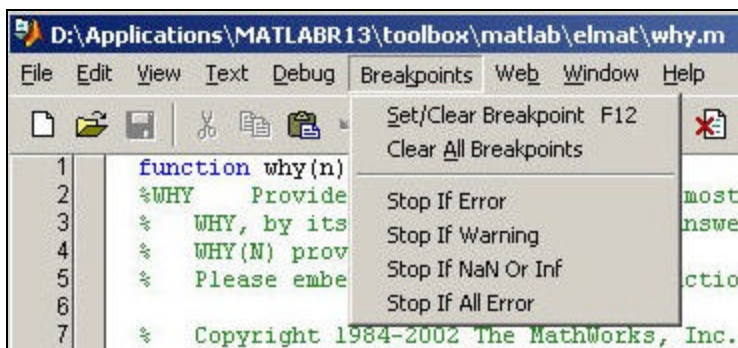 D:\Applications\MATLABR13\toolbox\matlab\elmat\why.m
File Edit View Text Debug Breakpoints Web Window Help
Set/Clear Breakpoint F12
Clear All Breakpoints
Stop If Error
Stop If Warning
Stop If NaN Or Inf
Stop If All Error
1 function why(n)
2 %WHY Provide most
3 % WHY, by its nswe
4 % WHY(N) prov
5 % Please embe ctio
6
7 % Copyright 1984-2002 The MathWorks, Inc.